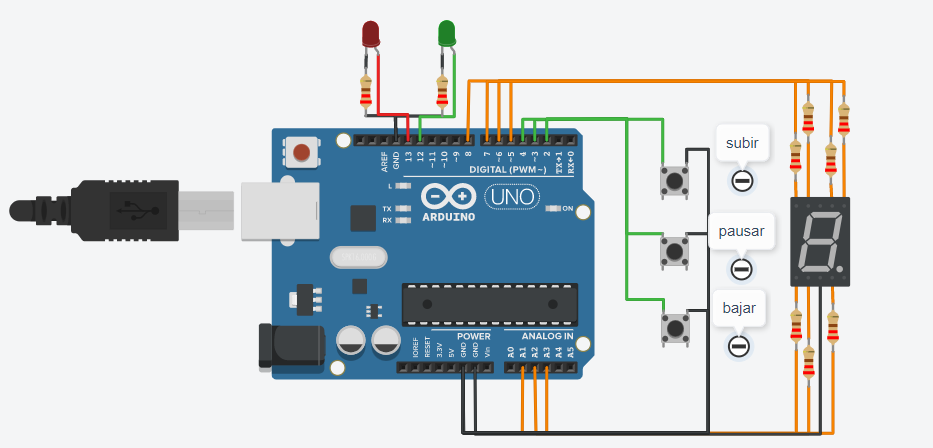 subir
pausar
bajar
AREF
GND
13
12
~11
~10
~9
8
7
~6
~5
4
~3
2
TX→1
RX←0
DIGITAL (PWM~)
L
TX
RX
ARDUINO
UNO
ON
POWER
ANALOG IN
IOREF
RESET
3.3V
5V
GND
GND
Vin
A0
A1
A2
A3
A4
A5